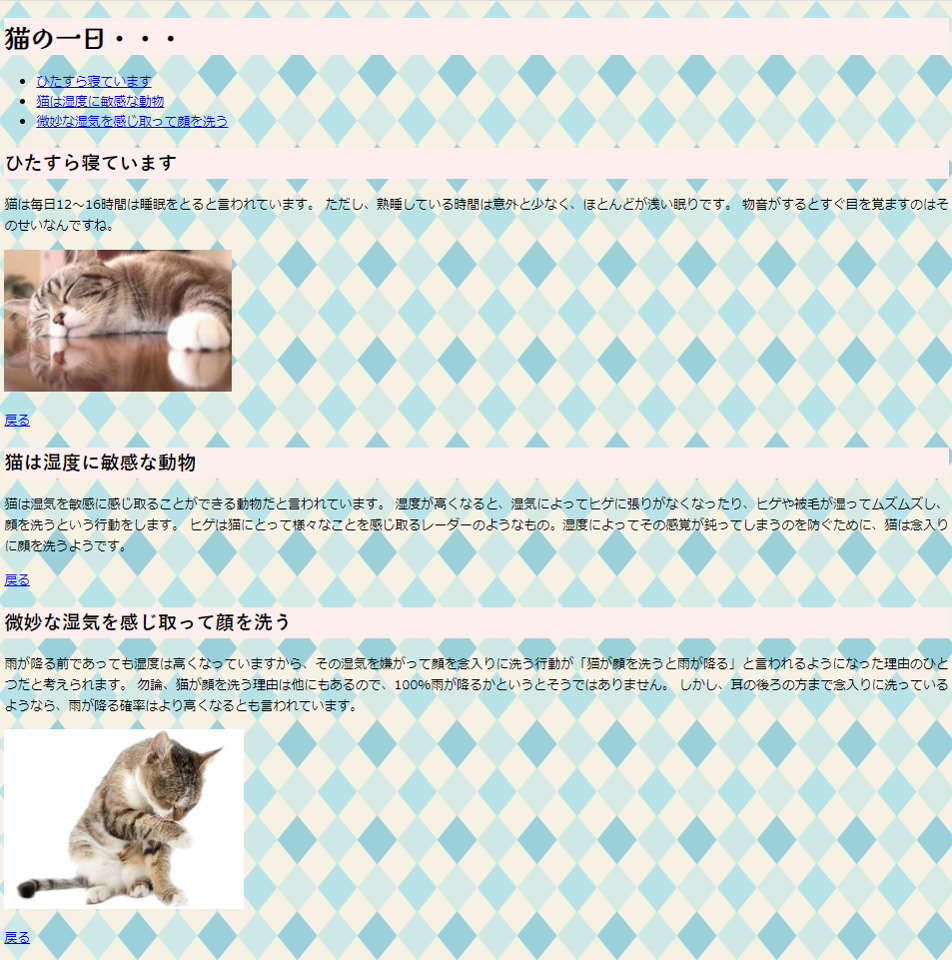 猫の一日・・・
ひたすら寝ています
猫は湿度に敏感な動物
微妙な湿気を感じ取って顔を洗う
ひたすら寝ています
猫は毎日12～16時間は睡眠をとると言われています。 ただし、熟睡している時間は意外と少なく、ほとんどが浅い眠りです。 物音がするとすぐ目を覚ますのはそ
のせいなんですね。
戻る
猫は湿度に敏感な動物
猫は湿気を敏感に感じ取ることができる動物だと言われています。 湿度が高くなると、湿気によってヒゲに張りがなくなったり、ヒゲや被毛が湿ってムズムズし、
顔を洗うという行動をします。 ヒゲは猫にとって様々なことを感じ取るレーダーのようなもの。湿度によってその感覚が鈍ってしまうのを防ぐために、猫は念入り
に顔を洗うようです。
戻る
微妙な湿気を感じ取って顔を洗う
雨が降る前であっても湿度は高くなっていますから、その湿気を嫌がって顔を念入りに洗う行動が「猫が顔を洗うと雨が降る」と言われるようになった理由のひと
つだと考えられます。 勿論、猫が顔を洗う理由は他にもあるので、100%雨が降るかというとそうではありません。 しかし、耳の後ろの方まで念入りに洗っている
ようなら、雨が降る確率はより高くなるとも言われています。
戻る